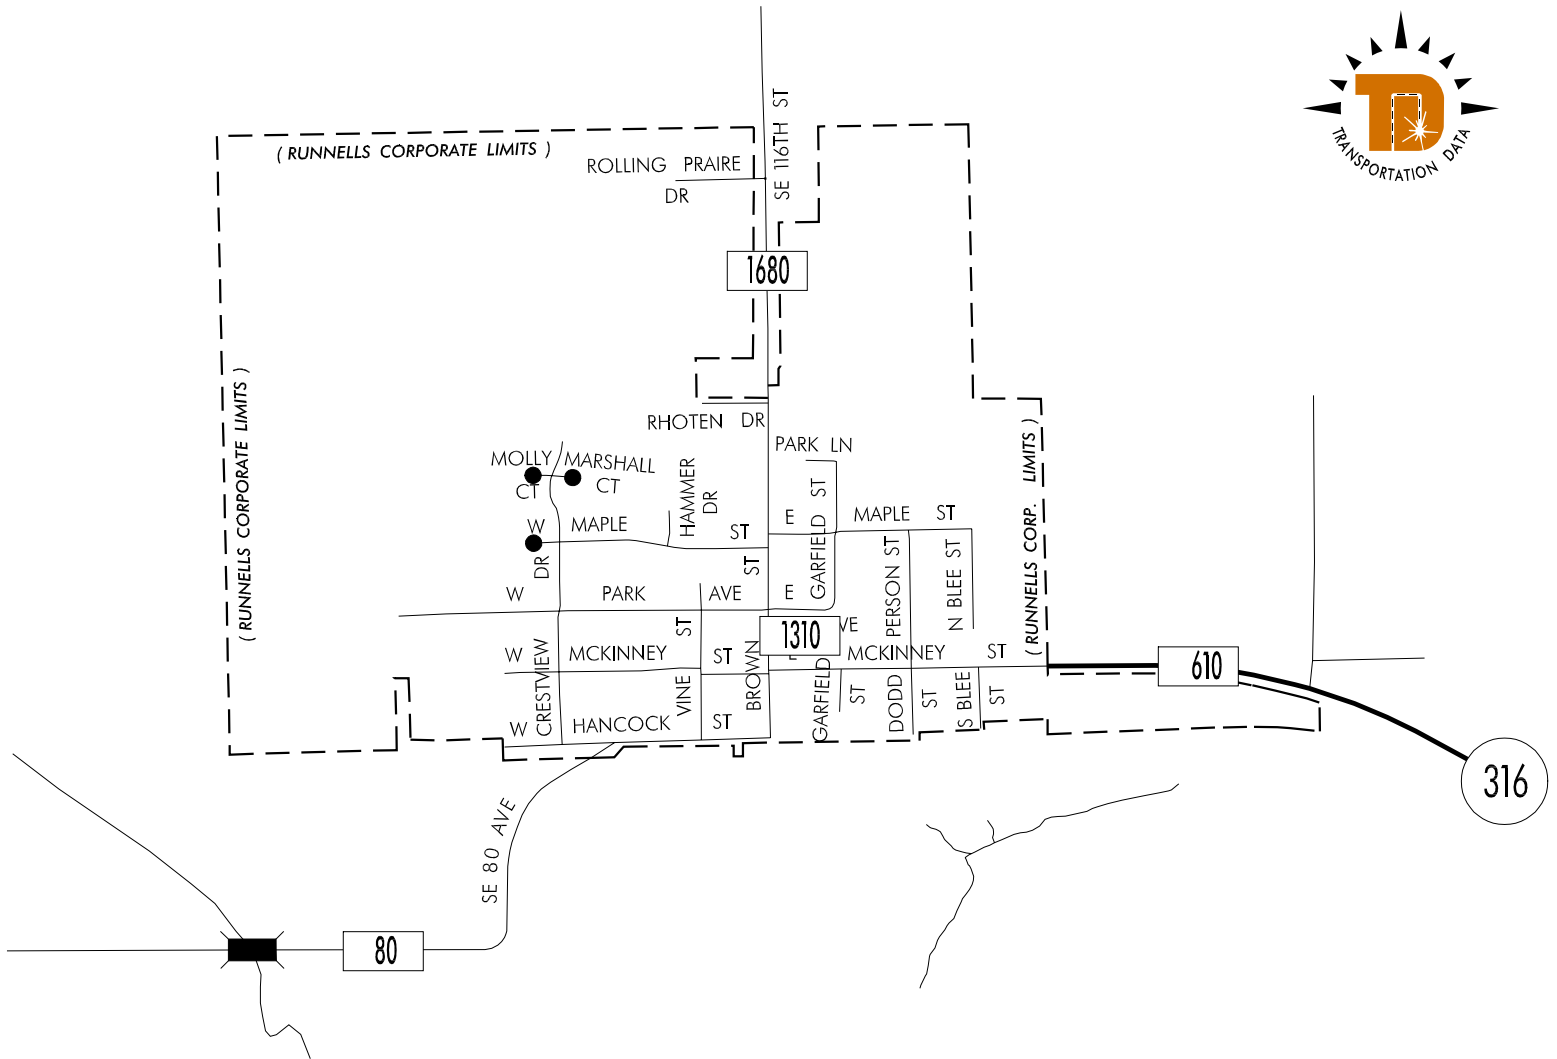 TRANSPORTATION DATA
SE 116TH ST
( RUNNELLS CORPORATE LIMITS )
ROLLING PRAIRE
DR
1680
( RUNNELLS CORPORATE LIMITS )
RHOTEN DR
( RUNNELLS CORP. LIMITS )
PARK LN
MOLLY
CT
MARSHALL
CT
HAMMER
DR
GARFIELD ST
W MAPLE ST
E MAPLE ST
DR
ST
PERSON ST
N BLEE ST
W PARK AVE E
VE
1310
ST
W MCKINNEY ST
MCKINNEY ST
610
CRESTVIEW
VINE
BROWN
GARFIELD
ST
DODD
ST
S BLEE
ST
W HANCOCK ST
316
SE 80 AVE
80